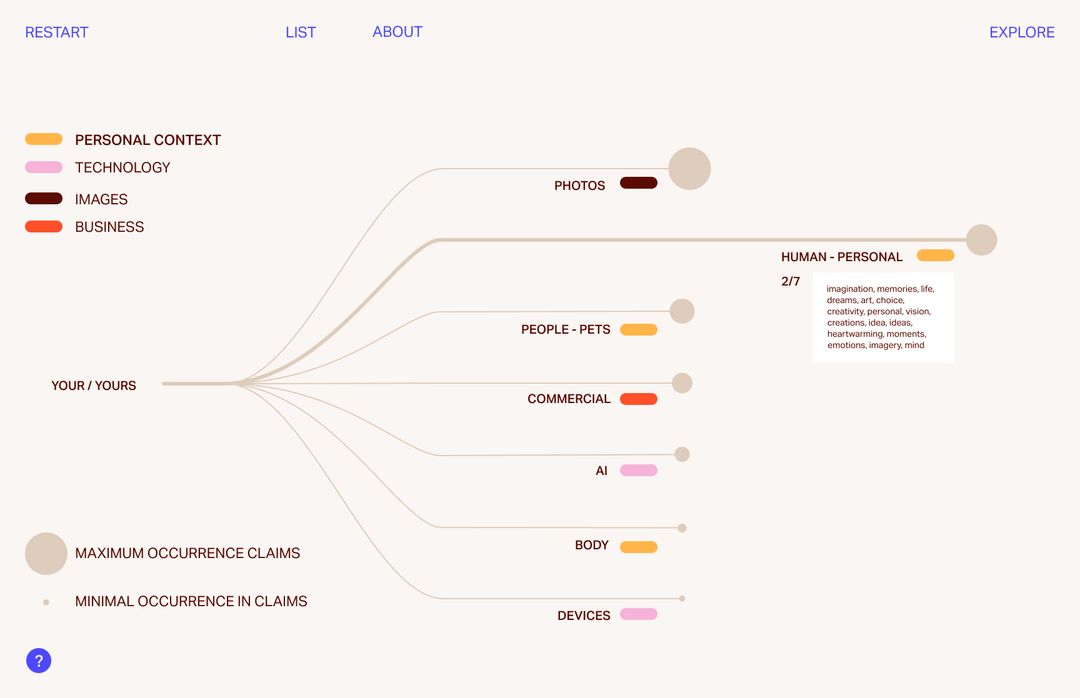 RESTART
LIST
ABOUT
EXPLORE
PERSONAL CONTEXT
TECHNOLOGY
IMAGES
BUSINESS
PHOTOS
HUMAN - PERSONAL
2/7
imagination, memories, life,
dreams, art, choice,
creativity, personal, vision,
creations, idea, ideas,
heartwarming, moments,
emotions, imagery, mind
PEOPLE - PETS
YOUR / YOURS
COMMERCIAL
AI
BODY
DEVICES
MAXIMUM OCCURRENCE CLAIMS
MINIMAL OCCURRENCE IN CLAIMS
?